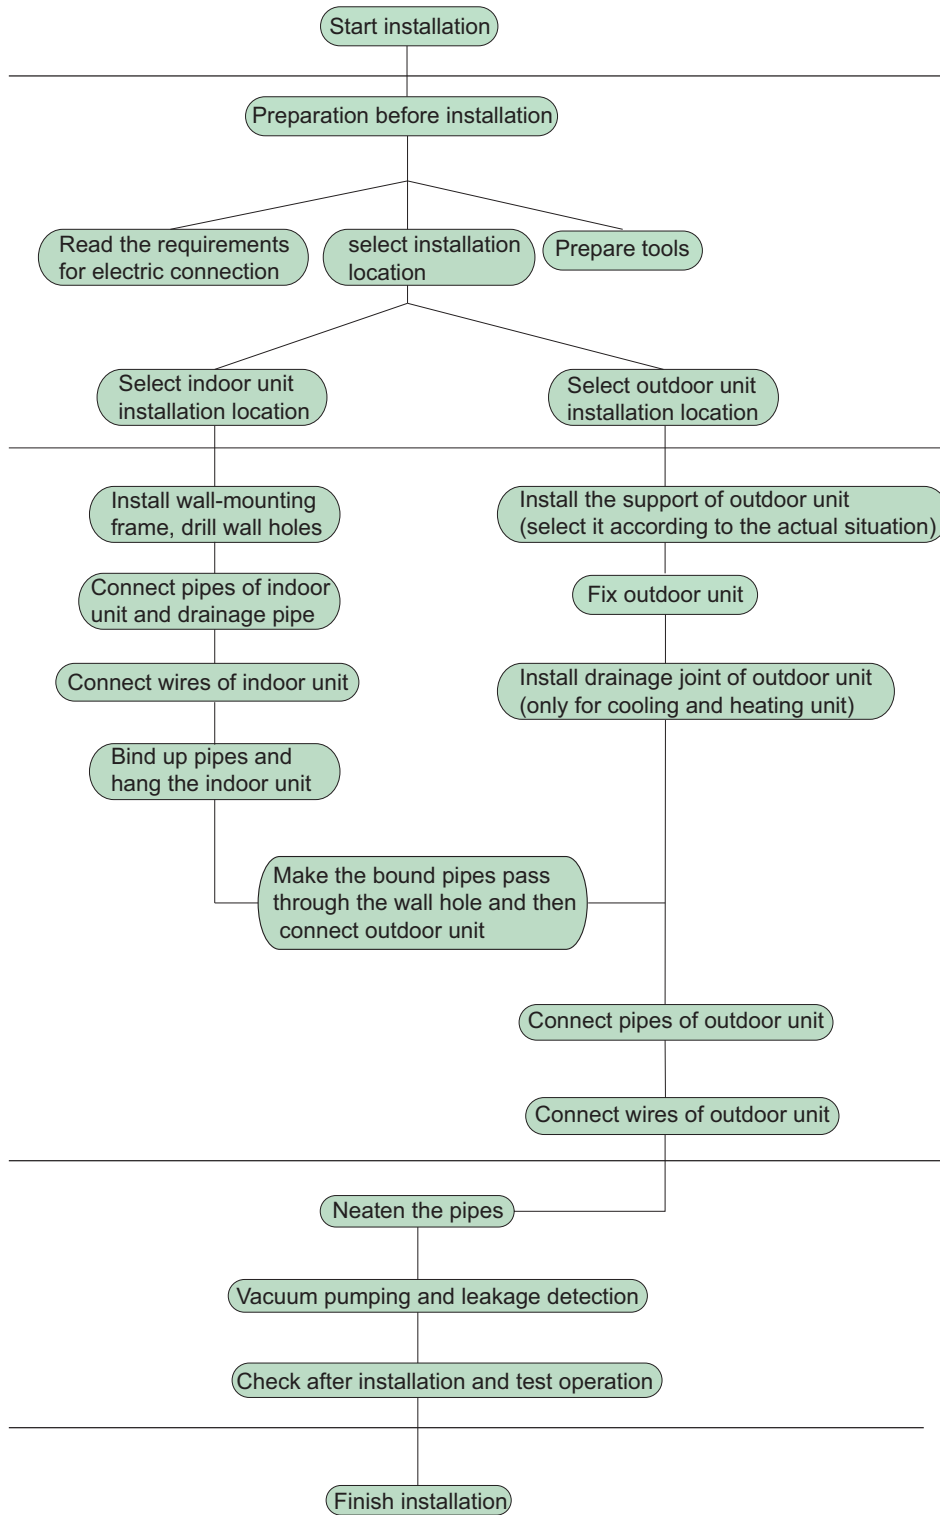 Start installation
Preparation before installation
Read the requirements
for electric connection
select installation
location
Prepare tools
Select indoor unit
installation location
Select outdoor unit
installation location
Install wall-mounting
frame, drill wall holes
Install the support of outdoor unit
(select it according to the actual situation)
Connect pipes of indoor
unit and drainage pipe
Fix outdoor unit
Connect wires of indoor unit
Install drainage joint of outdoor unit
(only for cooling and heating unit)
Bind up pipes and
hang the indoor unit
Make the bound pipes pass
through the wall hole and then
connect outdoor unit
Connect pipes of outdoor unit
Connect wires of outdoor unit
Neaten the pipes
Vacuum pumping and leakage detection
Check after installation and test operation
Finish installation